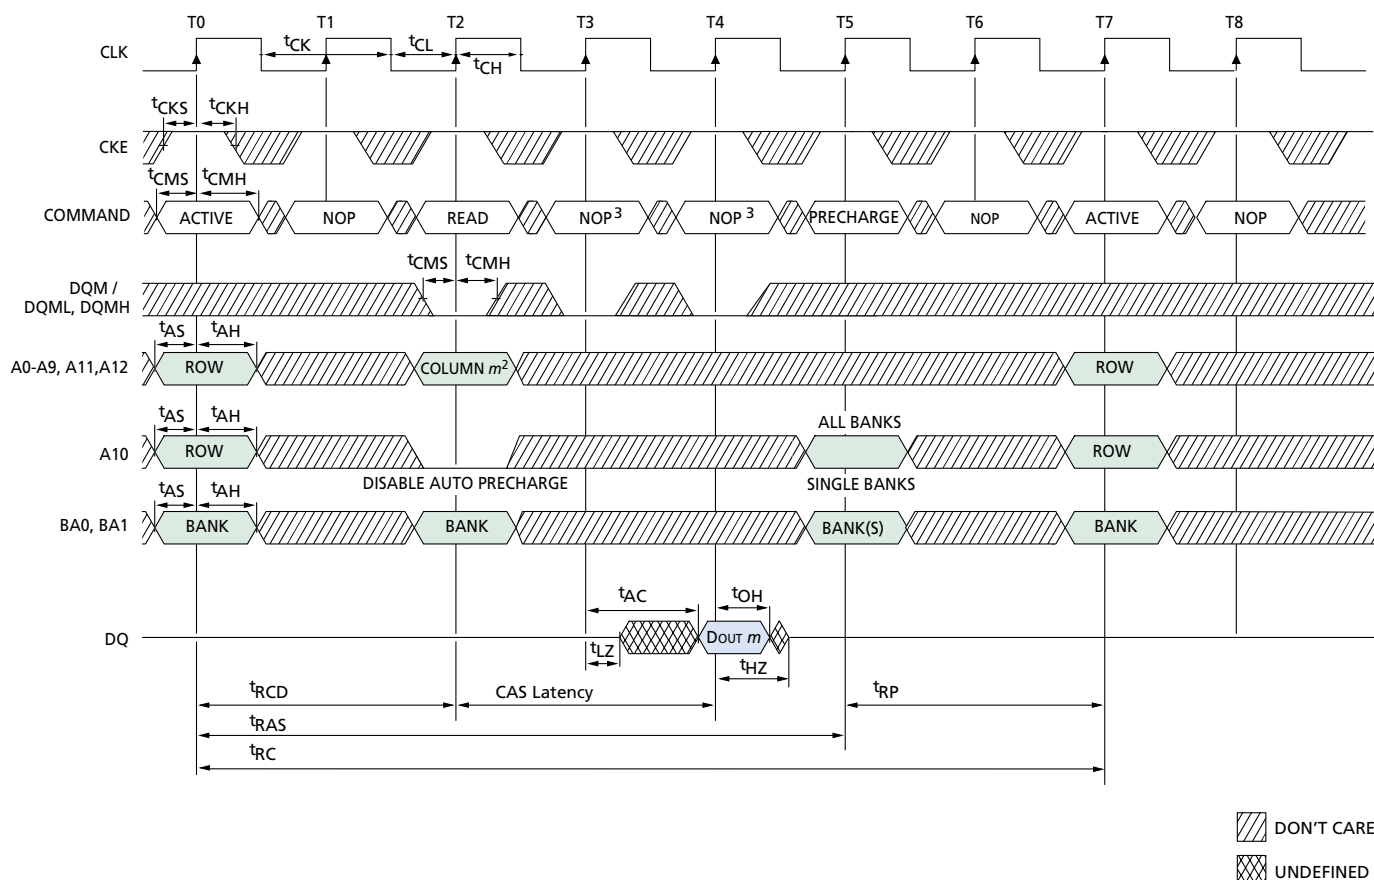 T0 T1 T2 T3 T4 T5 T6 T7 T8
CLK
tCK tCL tCH
tCKS tCKH
CKE
tCMS tCMH
COMMAND ACTIVE NOP READ NOP3 NOP3 PRECHARGE NOP ACTIVE NOP
tCMS tCMH
DQM /
DQML, DQMH
tAS tAH
A0-A9, A11,A12 ROW COLUMN m2 ROW
tAS tAH ALL BANKS
A10 ROW ROW
DISABLE AUTO PRECHARGE SINGLE BANKS
tAS tAH
BA0, BA1 BANK BANK BANK(S) BANK
tAC tOH
DQ DOUT m
tLZ tHZ
tRCD CAS Latency tRP
tRAS
tRC
DON'T CARE
UNDEFINED